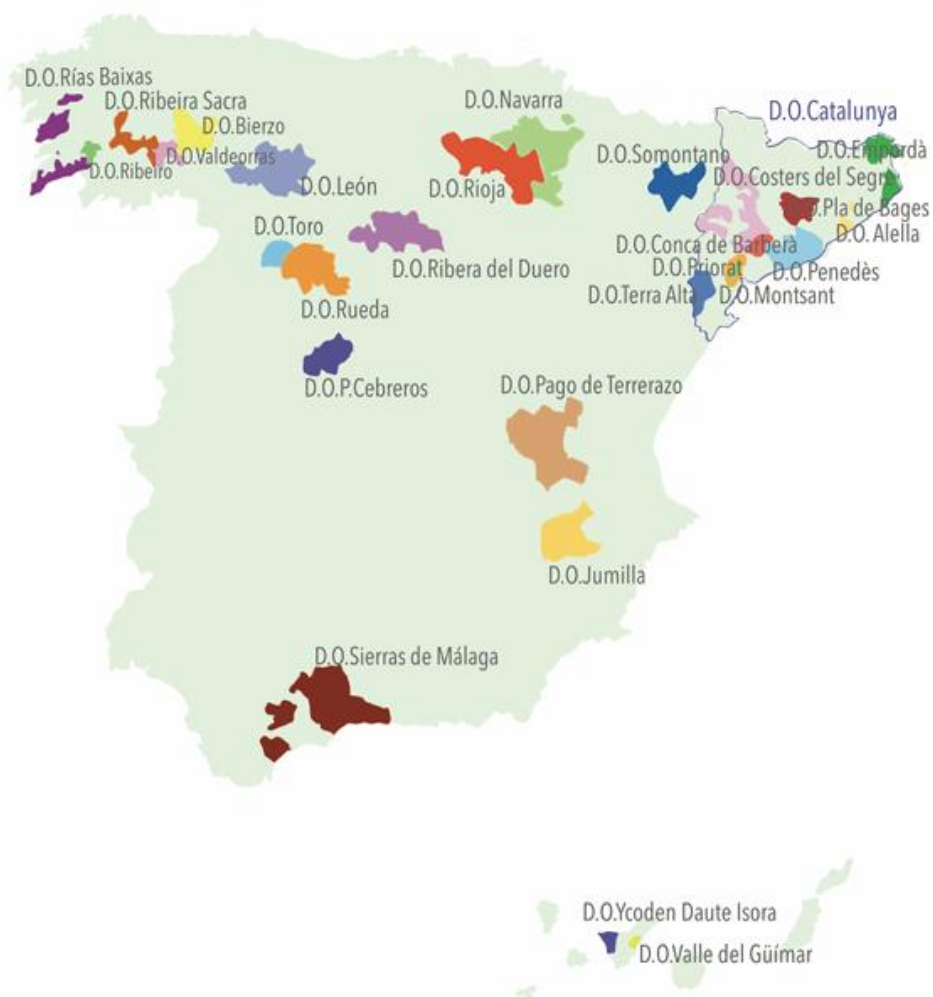 D.O.Rías Baixas
D.O.Ribeira Sacra
D.O.Navarra
D.O.Catalunya
D.O.Bierzo
D.O.Empordà
D.O.Valdeorras
D.O.Somontano
D.O.Ribeiro
D.O.Costers del Segre
D.O.León
D.O.Rioja
D.O.Pla de Bages
D.O.Toro
D.O. Alella
D.O.Conca de Barberà
D.O.Ribera del Duero
D.O.Priorat
D.O.Penedès
D.O.Terra Alta
D.O.Montsant
D.O.Rueda
D.O.P.Cebreros
D.O.Pago de Terrerazo
D.O.Jumilla
D.O.Sierras de Málaga
D.O.Ycoden Daute Isora
D.O.Valle del Güímar